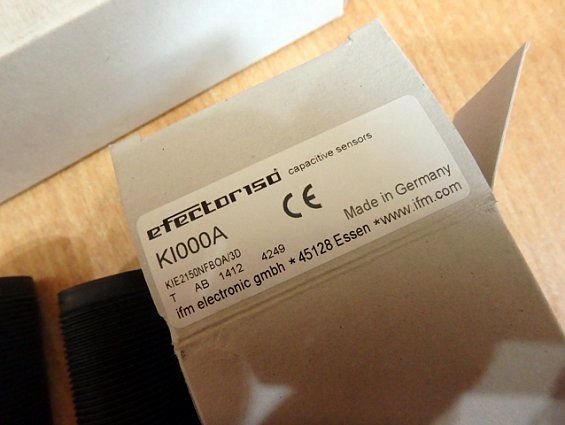 efector150 capacitive sensors
KI000A
CE
Made in Germany
KIE2150NFBOA/3D
T AB 1412 4249
ifm electronic gmbh * 45128 Essen *www.ifm.com